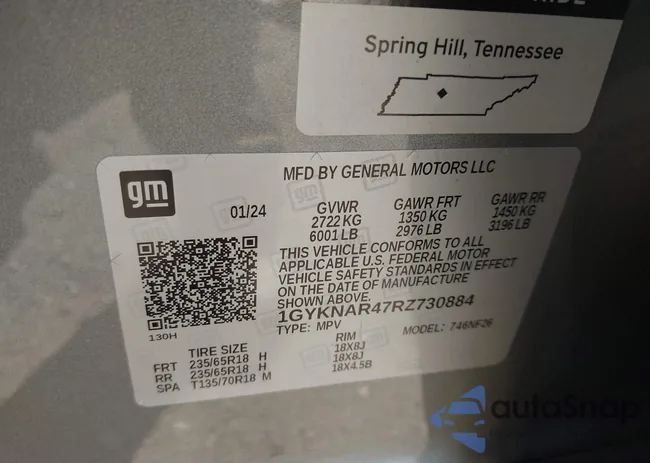 Spring Hill, Tennessee
gm
MFD BY GENERAL MOTORS LLC
01/24
GVWR GAWR FRT GAWR RR
2722 KG 1350 KG 1450 KG
6001 LB 2976 LB 3196 LB
THIS VEHICLE CONFORMS TO ALL
APPLICABLE U.S. FEDERAL MOTOR
VEHICLE SAFETY STANDARDS IN EFFECT
ON THE DATE OF MANUFACTURE
SHOWN ABOVE.
1GYKNAR47RZ730884
TYPE: MPV MODEL: 746NF26
130H
TIRE SIZE RIM
FRT 235/65R18 H 18X8J
RR 235/65R18 H 18X8J
SPA T135/70R18 M 18X4.5B
autoSnap